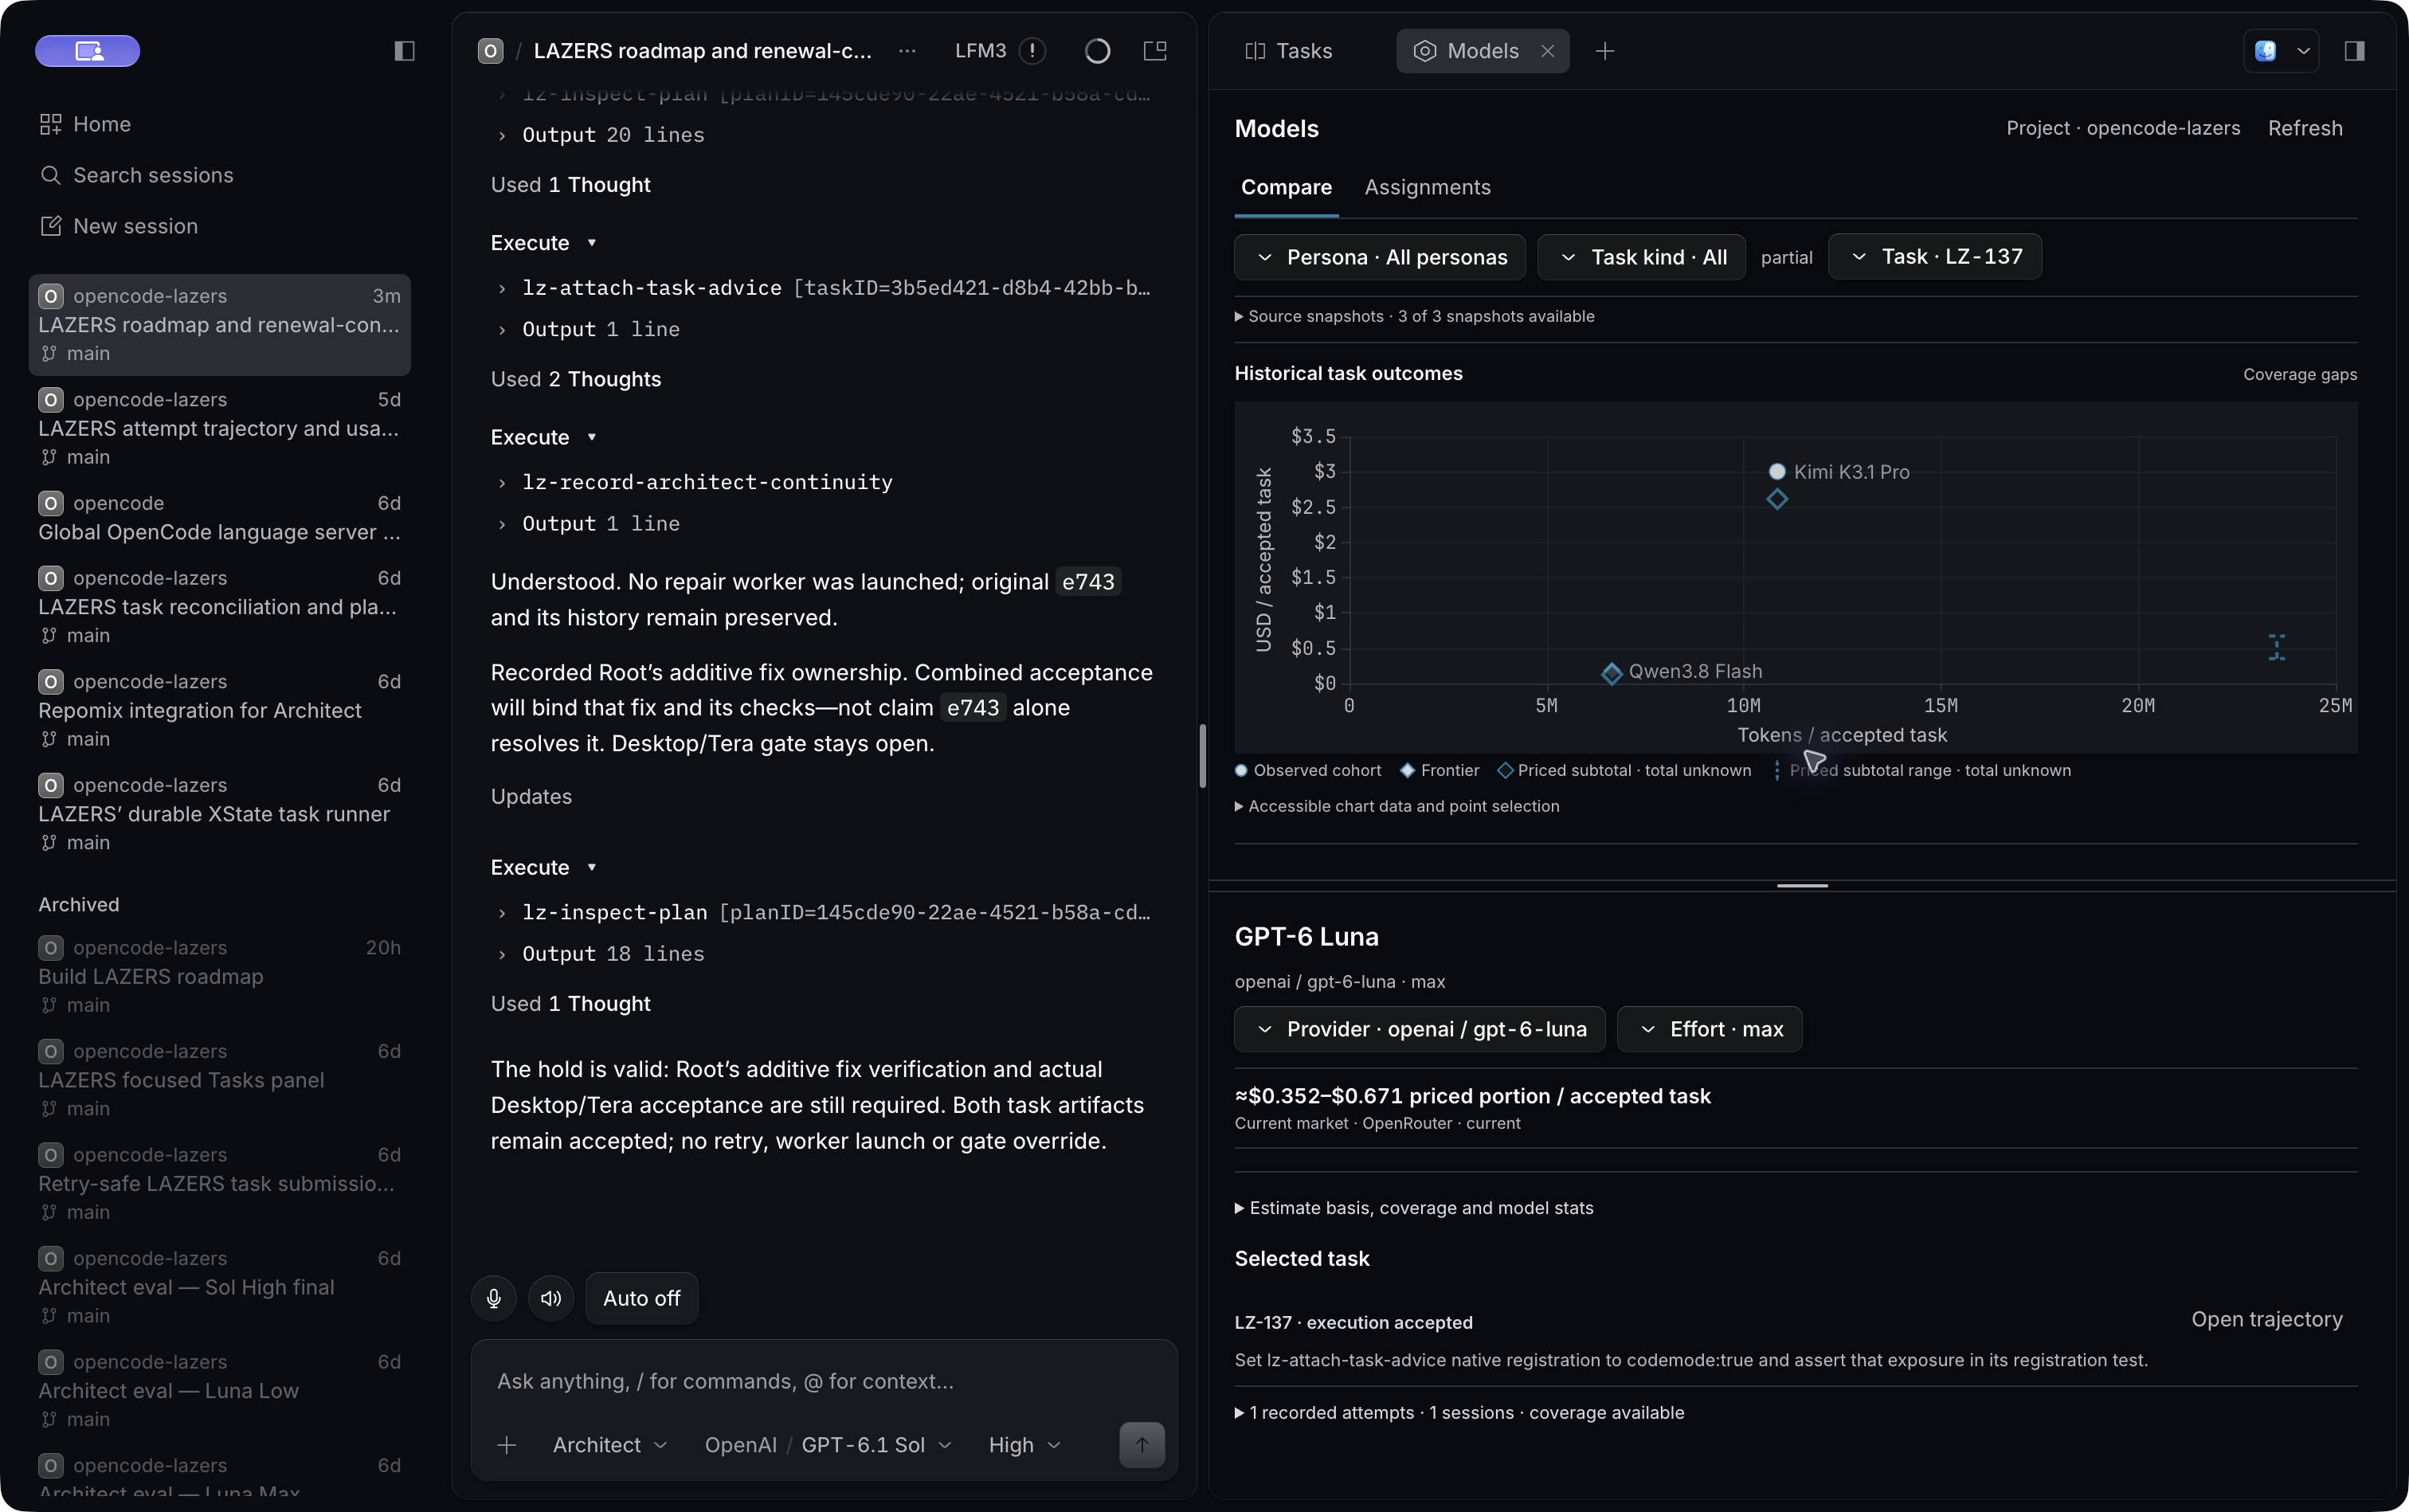 Home
Search sessions
New session
O opencode-lazers 3m
LAZERS roadmap and renewal-con...
main
O opencode-lazers 5d
LAZERS attempt trajectory and usa...
main
O opencode 6d
Global OpenCode language server ...
O opencode-lazers 6d
LAZERS task reconciliation and pla...
main
O opencode-lazers 6d
Repomix integration for Architect
main
O opencode-lazers 6d
LAZERS’ durable XState task runner
main
Archived
O opencode-lazers 20h
Build LAZERS roadmap
main
O opencode-lazers 6d
LAZERS focused Tasks panel
main
O opencode-lazers 6d
Retry-safe LAZERS task submissio...
main
O opencode-lazers 6d
Architect eval — Sol High final
main
O opencode-lazers 6d
Architect eval — Luna Low
main
O opencode-lazers 6d
Architect eval — Luna Max
O / LAZERS roadmap and renewal-c... ... LFM3 !
lz-inspect-plan [planID=145cde90-22ae-4521-b58a-cd…
Output 20 lines
Used 1 Thought
Execute
lz-attach-task-advice [taskID=3b5ed421-d8b4-42bb-b…
Output 1 line
Used 2 Thoughts
Execute
lz-record-architect-continuity
Output 1 line
Understood. No repair worker was launched; original e743
and its history remain preserved.
Recorded Root’s additive fix ownership. Combined acceptance
will bind that fix and its checks—not claim e743 alone
resolves it. Desktop/Tera gate stays open.
Updates
Execute
lz-inspect-plan [planID=145cde90-22ae-4521-b58a-cd…
Output 18 lines
Used 1 Thought
The hold is valid: Root’s additive fix verification and actual
Desktop/Tera acceptance are still required. Both task artifacts
remain accepted; no retry, worker launch or gate override.
Auto off
Ask anything, / for commands, @ for context...
Architect OpenAI / GPT-6.1 Sol High
Tasks Models
Models Project · opencode-lazers Refresh
Compare Assignments
Persona · All personas Task kind · All partial Task · LZ-137
Source snapshots · 3 of 3 snapshots available
Historical task outcomes Coverage gaps
USD / accepted task
$3.5
$3
$2.5
$2
$1.5
$1
$0.5
$0
Kimi K3.1 Pro
Qwen3.8 Flash
0 5M 10M 15M 20M 25M
Tokens / accepted task
Observed cohort Frontier Priced subtotal · total unknown Priced subtotal range · total unknown
Accessible chart data and point selection
GPT-6 Luna
openai / gpt-6-luna · max
Provider · openai / gpt-6-luna Effort · max
≈$0.352–$0.671 priced portion / accepted task
Current market · OpenRouter · current
Estimate basis, coverage and model stats
Selected task
LZ-137 · execution accepted Open trajectory
Set lz-attach-task-advice native registration to codemode:true and assert that exposure in its registration test.
1 recorded attempts · 1 sessions · coverage available